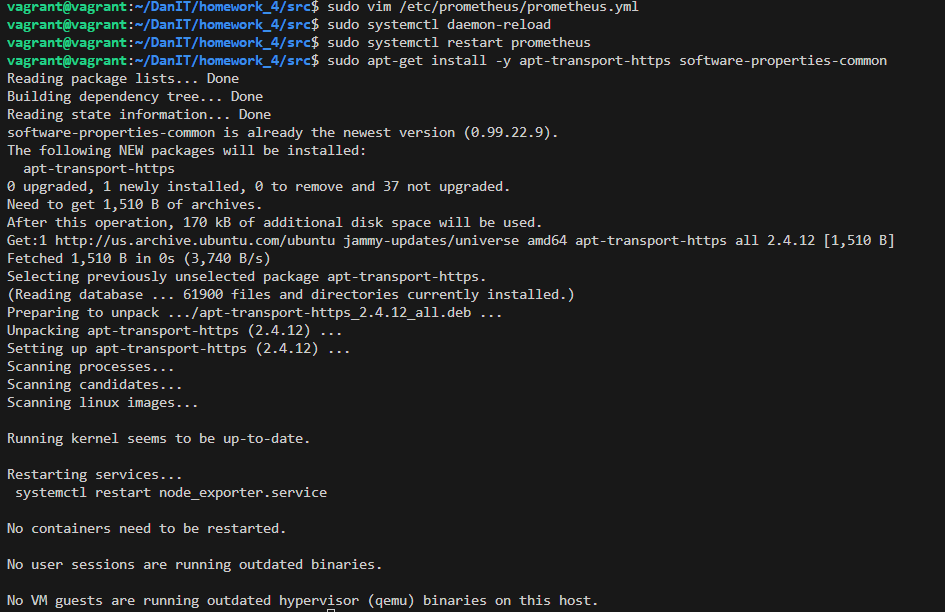 vagrant@vagrant:~/DanIT/homework_4/src$ sudo vim /etc/prometheus/prometheus.yml
vagrant@vagrant:~/DanIT/homework_4/src$ sudo systemctl daemon-reload
vagrant@vagrant:~/DanIT/homework_4/src$ sudo systemctl restart prometheus
vagrant@vagrant:~/DanIT/homework_4/src$ sudo apt-get install -y apt-transport-https software-properties-common
Reading package lists... Done
Building dependency tree... Done
Reading state information... Done
software-properties-common is already the newest version (0.99.22.9).
The following NEW packages will be installed:
  apt-transport-https
0 upgraded, 1 newly installed, 0 to remove and 37 not upgraded.
Need to get 1,510 B of archives.
After this operation, 170 kB of additional disk space will be used.
Get:1 http://us.archive.ubuntu.com/ubuntu jammy-updates/universe amd64 apt-transport-https all 2.4.12 [1,510 B]
Fetched 1,510 B in 0s (3,740 B/s)
Selecting previously unselected package apt-transport-https.
(Reading database ... 61900 files and directories currently installed.)
Preparing to unpack .../apt-transport-https_2.4.12_all.deb ...
Unpacking apt-transport-https (2.4.12) ...
Setting up apt-transport-https (2.4.12) ...
Scanning processes...
Scanning candidates...
Scanning linux images...

Running kernel seems to be up-to-date.

Restarting services...
 systemctl restart node_exporter.service

No containers need to be restarted.

No user sessions are running outdated binaries.

No VM guests are running outdated hypervisor (qemu) binaries on this host.